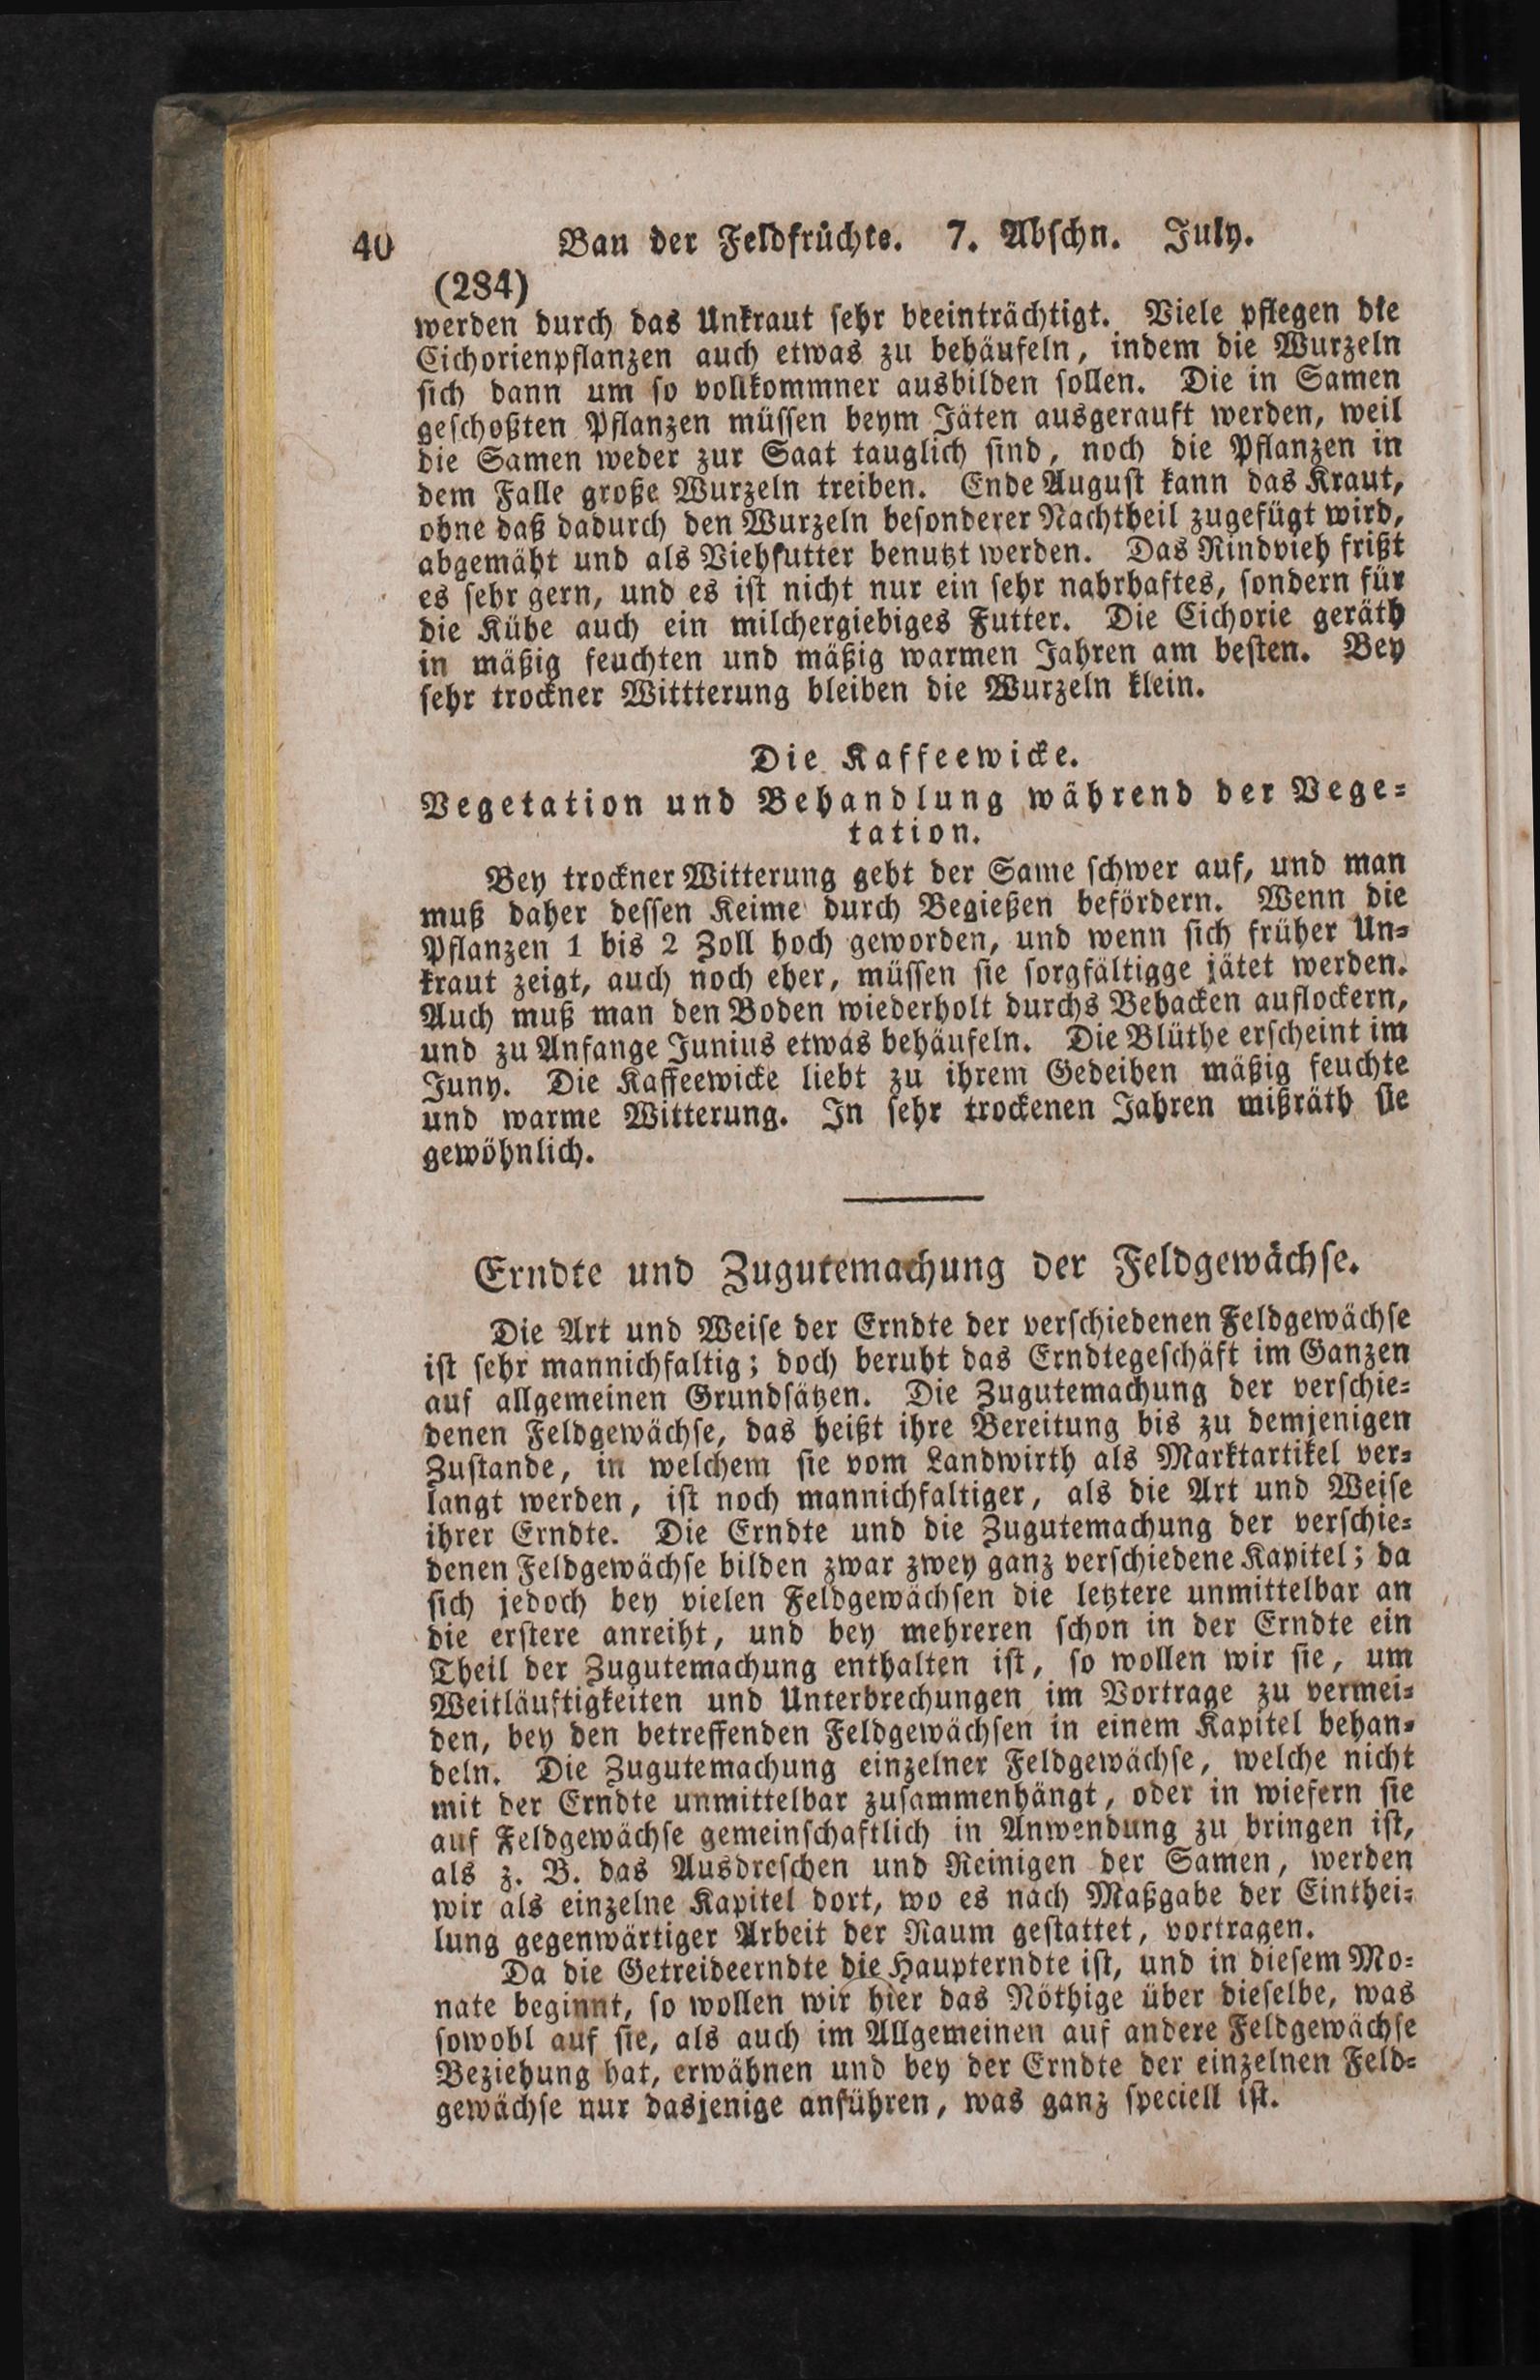 40 Bau der Feldfrüchte. 7. Abschn. July.
(284)
werden durch das Unkraut sehr beeinträchtigt. Viele pflegen die
Cichorienpflanzen auch etwas zu behäufeln, indem die Wurzeln
sich dann um so vollkommner ausbilden sollen. Die in Samen
geschoßten Pflanzen müssen beym Jäten ausgerauft werden, weil
die Samen weder zur Saat tauglich sind, noch die Pflanzen in
dem Falle große Wurzeln treiben. Ende August kann das Kraut,
ohne daß dadurch den Wurzeln besonderer Nachtheil zugefügt wird,
abgemäht und als Viehfutter benutzt werden. Das Rindvieh frißt
es sehr gern, und es ist nicht nur ein sehr nahrhaftes, sondern für
die Kühe auch ein milchergiebiges Futter. Die Cichorie geräth
in mäßig feuchten und mäßig warmen Jahren am besten. Bey
sehr trockner Wittterung bleiben die Wurzeln klein.
Die Kaffeewicke.
Vegetation und Behandlung während der Vege-
tation.
Bey trockner Witterung geht der Same schwer auf, und man
muß daher dessen Keime durch Begießen befördern. Wenn die
Pflanzen 1 bis 2 Zoll hoch geworden, und wenn sich früher Un-
kraut zeigt, auch noch eher, müssen sie sorgfältigge jätet werden.
Auch muß man den Boden wiederholt durchs Behacken auflockern,
und zu Anfange Junius etwas behäufeln. Die Blüthe erscheint im
Juny. Die Kaffeewicke liebt zu ihrem Gedeihen mäßig feuchte
und warme Witterung. In sehr trockenen Jahren mißräth sie
gewöhnlich.
Erndte und Zugutemachung der Feldgewächse.
Die Art und Weise der Erndte der verschiedenen Feldgewächse
ist sehr mannichfaltig; doch beruht das Erndtegeschäft im Ganzen
auf allgemeinen Grundsätzen. Die Zugutemachung der verschie-
denen Feldgewächse, das heißt ihre Bereitung bis zu demjenigen
Zustande, in welchem sie vom Landwirth als Marktartikel ver-
langt werden, ist noch mannichfaltiger, als die Art und Weise
ihrer Erndte. Die Erndte und die Zugutemachung der verschie-
denen Feldgewächse bilden zwar zwey ganz verschiedene Kapitel; da
sich jedoch bey vielen Feldgewächsen die letztere unmittelbar an
die erstere anreiht, und bey mehreren schon in der Erndte ein
Theil der Zugutemachung enthalten ist, so wollen wir sie, um
Weitläuftigkeiten und Unterbrechungen im Vortrage zu vermei-
den, bey den betreffenden Feldgewächsen in einem Kapitel behan-
deln. Die Zugutemachung einzelner Feldgewächse, welche nicht
mit der Erndte unmittelbar zusammenhängt, oder in wiefern sie
auf Feldgewächse gemeinschaftlich in Anwendung zu bringen ist,
als z. B. das Ausdreschen und Reinigen der Samen, werden
wir als einzelne Kapitel dort, wo es nach Maßgabe der Einthei-
lung gegenwärtiger Arbeit der Raum gestattet, vortragen.
Da die Getreideerndte die Haupterndte ist, und in diesem Mo-
nate beginnt, so wollen wir hier das Nöthige über dieselbe, was
sowohl auf sie, als auch im Allgemeinen auf andere Feldgewächse
Beziehung hat, erwähnen und bey der Erndte der einzelnen Feld-
gewächse nur dasjenige anführen, was ganz speciell ist.